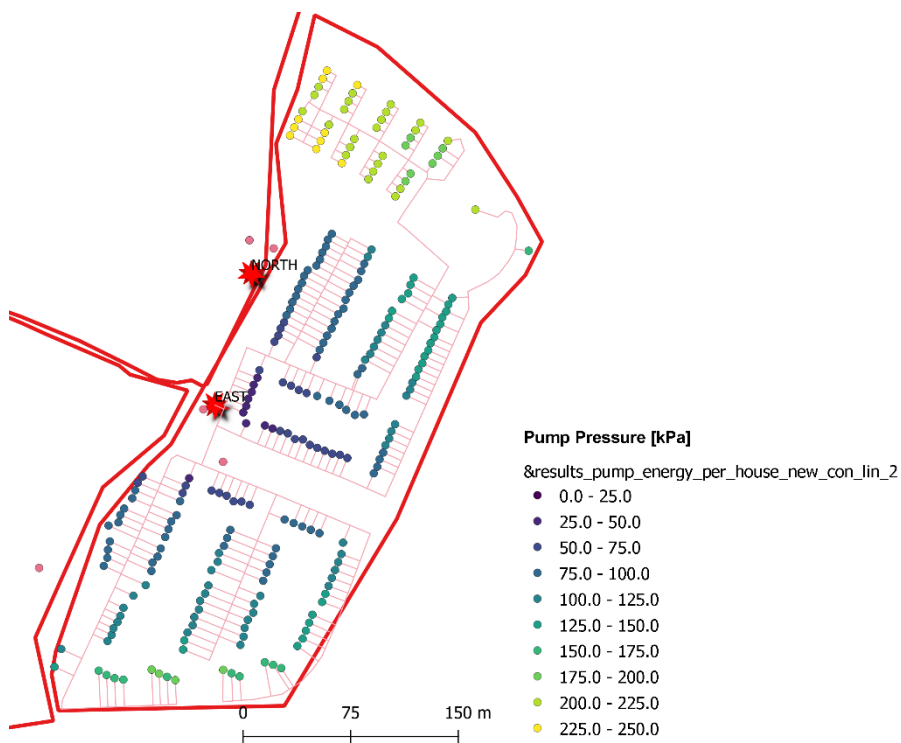 NORTH
EAST
Pump Pressure [kPa]
&results_pump_energy_per_house_new_con_lin_2
0.0 - 25.0
25.0 - 50.0
50.0 - 75.0
75.0 - 100.0
100.0 - 125.0
125.0 - 150.0
150.0 - 175.0
175.0 - 200.0
200.0 - 225.0
225.0 - 250.0
0 75 150 m